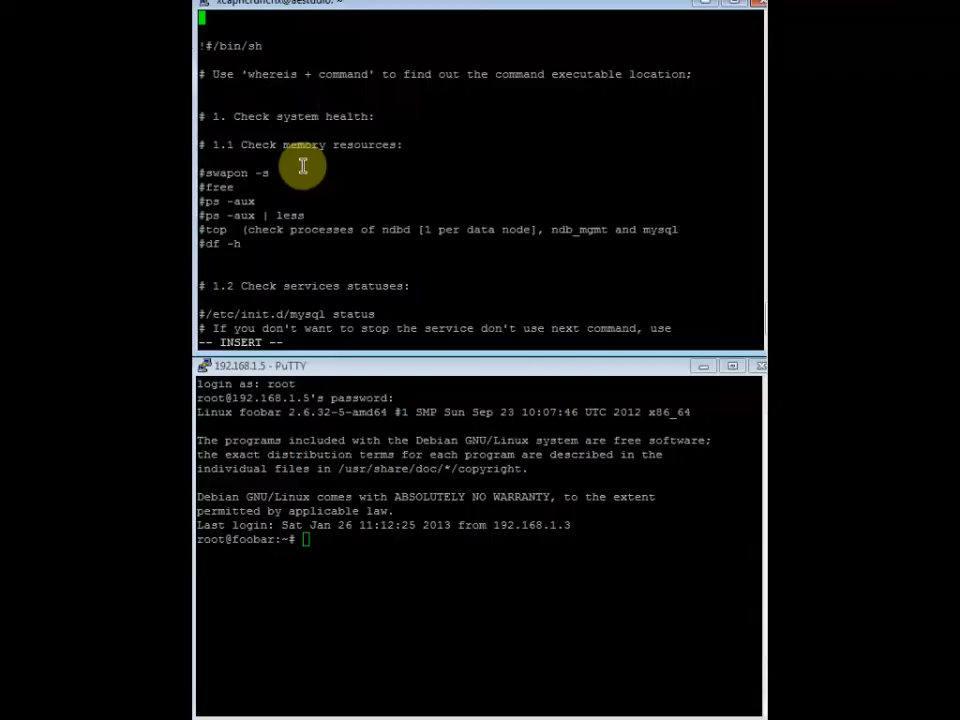 !#/bin/sh
# Use 'whereis + command' to find out the command executable location;
# 1. Check system health:
# 1.1 Check memory resources:
#swapon -s
#free
#ps -aux
#ps -aux | less
#top  (check processes of ndbd [1 per data node], ndb_mgmt and mysql
#df -h
# 1.2 Check services statuses:
#/etc/init.d/mysql status
# If you don't want to stop the service don't use next command, use
-- INSERT --
192.168.1.5 - PuTTY
login as: root
root@192.168.1.5's password:
Linux foobar 2.6.32-5-amd64 #1 SMP Sun Sep 23 10:07:46 UTC 2012 x86_64
The programs included with the Debian GNU/Linux system are free software;
the exact distribution terms for each program are described in the
individual files in /usr/share/doc/*/copyright.
Debian GNU/Linux comes with ABSOLUTELY NO WARRANTY, to the extent
permitted by applicable law.
Last login: Sat Jan 26 11:12:25 2013 from 192.168.1.3
root@foobar:~#